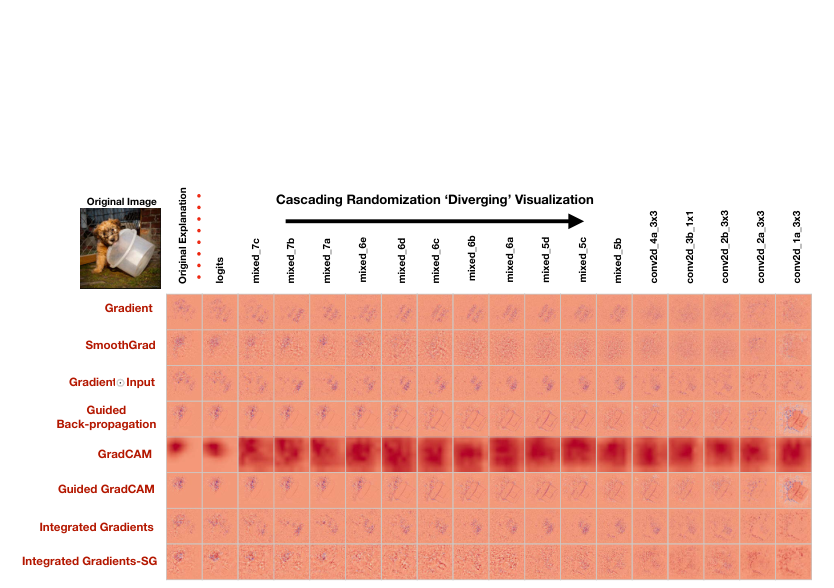 Original Image
Original Explanation
Cascading Randomization ‘Diverging’ Visualization
logits
mixed_7c
mixed_7b
mixed_7a
mixed_6e
mixed_6d
mixed_6c
mixed_6b
mixed_6a
mixed_5d
mixed_5c
mixed_5b
conv2d_4a_3x3
conv2d_3b_1x1
conv2d_2b_3x3
conv2d_2a_3x3
conv2d_1a_3x3
Gradient
SmoothGrad
Gradient⊙Input
Guided
Back-propagation
GradCAM
Guided GradCAM
Integrated Gradients
Integrated Gradients-SG